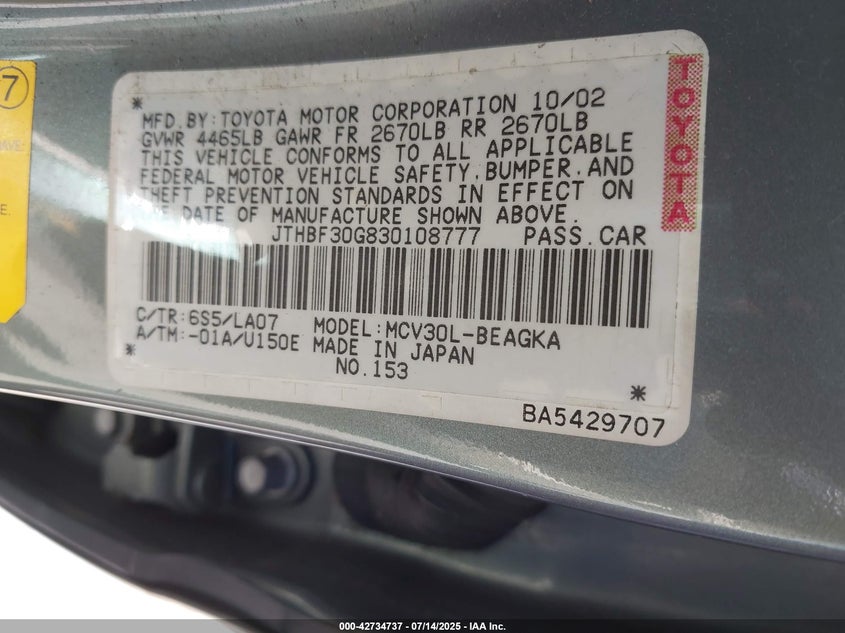 7
AVE
E.
MFD. BY: TOYOTA MOTOR CORPORATION 10/02
GVWR 4465LB GAWR FR 2670LB RR 2670LB
THIS VEHICLE CONFORMS TO ALL APPLICABLE
FEDERAL MOTOR VEHICLE SAFETY, BUMPER, AND
THEFT PREVENTION STANDARDS IN EFFECT ON
THE DATE OF MANUFACTURE SHOWN ABOVE.
JTHBF30G830108777 PASS. CAR
TOYOTA
C/TR: 6S5/LA07 MODEL: MCV30L-BEAGKA
A/TM: -01A/U150E MADE IN JAPAN
NO. 153
BA5429707
000-42734737 - 07/14/2025 - IAA Inc.